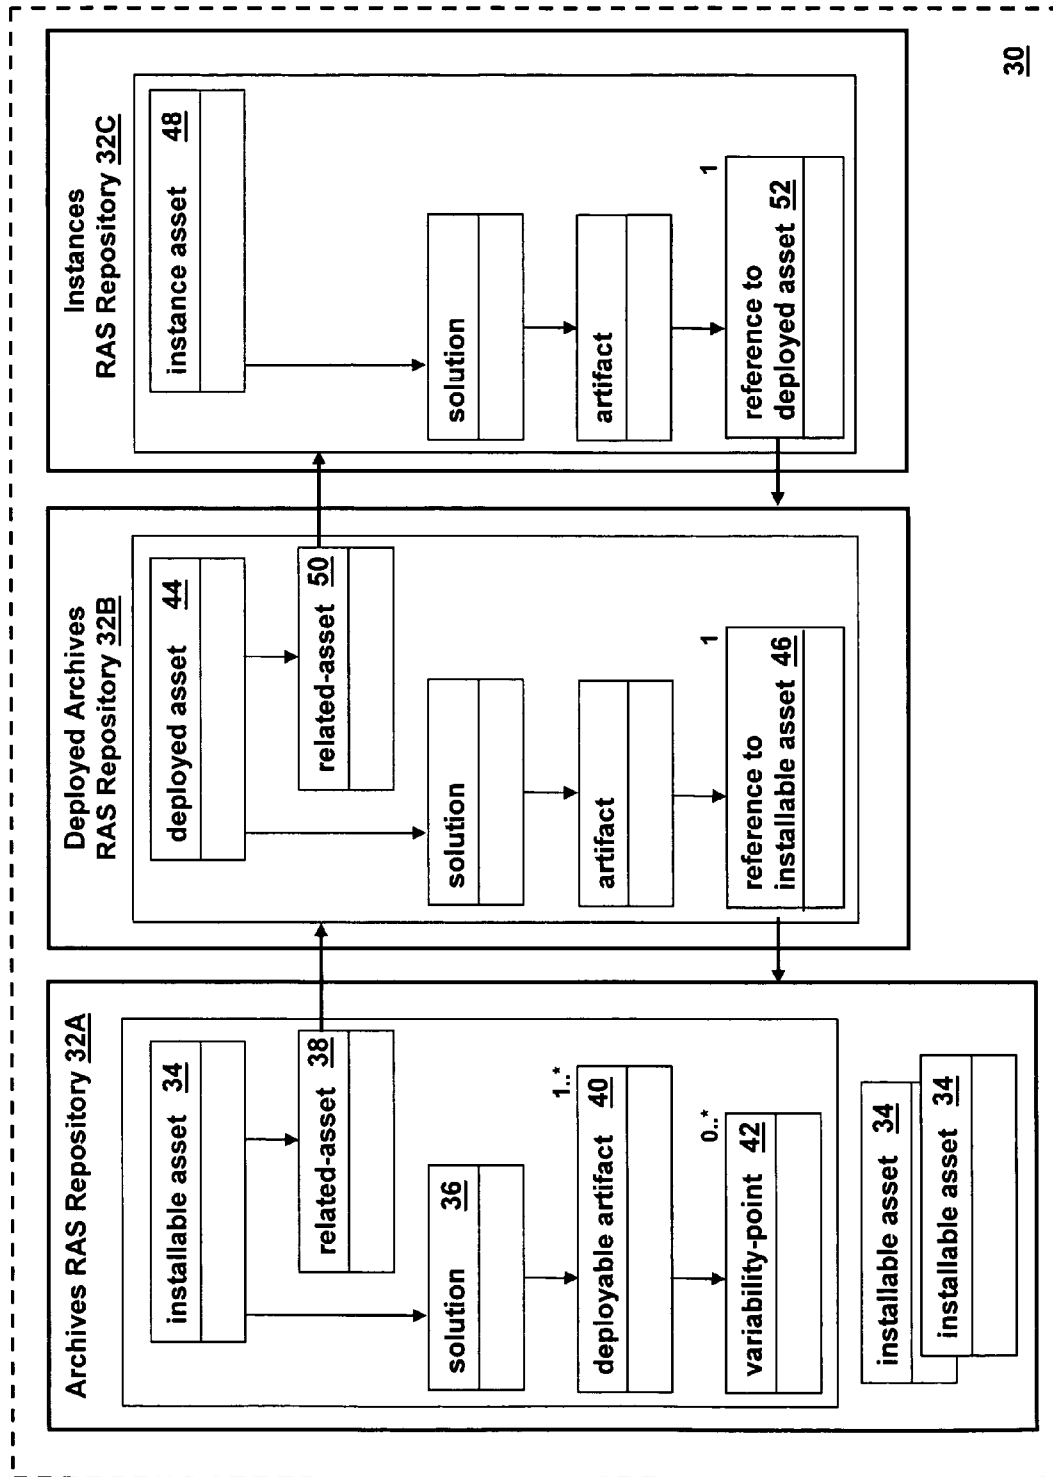 Archives RAS Repository 32A
installable asset 34
related-asset 38
solution 36
1..*
deployable artifact 40
0..*
variability-point 42
installable asset 34
installable asset 34
Deployed Archives
RAS Repository 32B
deployed asset 44
related-asset 50
solution
artifact
1
reference to
installable asset 46
Instances
RAS Repository 32C
instance asset 48
solution
artifact
1
reference to
deployed asset 52
30